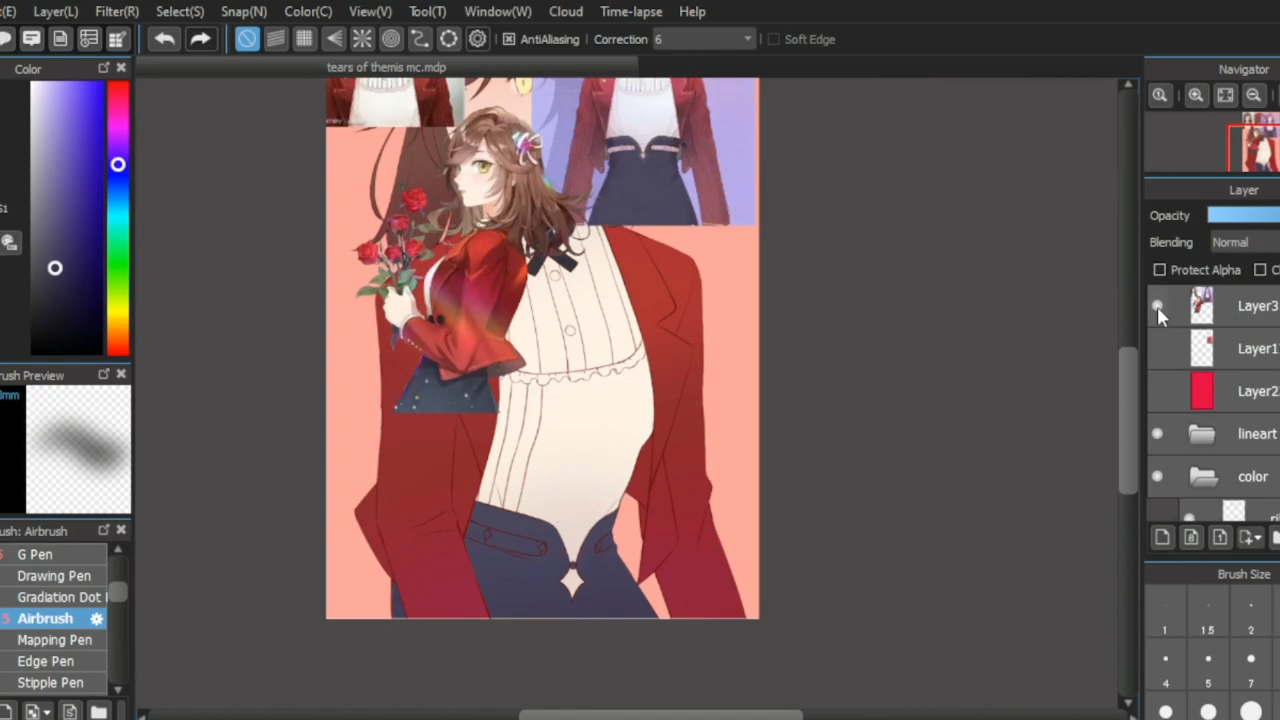 (E) Layer(L) Filter(R) Select(S) Snap(N) Color(C) View(V) Tool(T) Window(W) Cloud Time-lapse Help
AntiAliasing Correction 6 Soft Edge
Color
tears of themis mc.mdp
Navigator
Layer
Opacity
Blending Normal
Protect Alpha C
Layer3
Layer1
Layer2
lineart
color
rush Preview
mm
ush: Airbrush
G Pen
Drawing Pen
Gradation Dot
5 Airbrush
Mapping Pen
Edge Pen
Stipple Pen
Brush Size
1 1.5 2
4 5 7